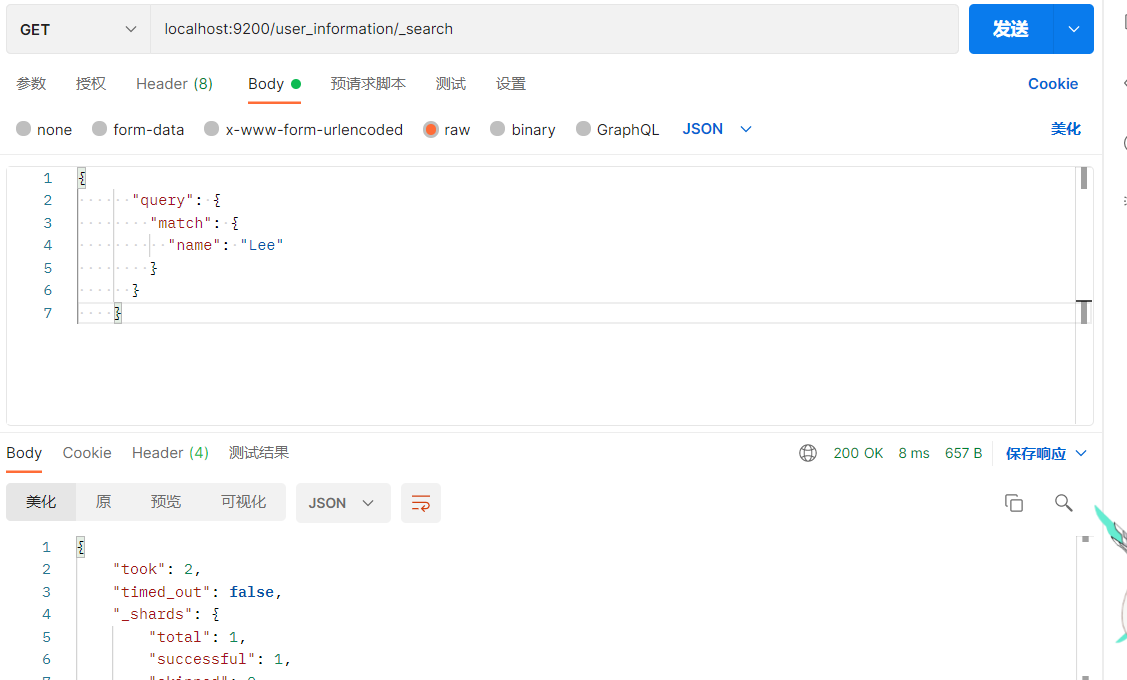 GET localhost:9200/user_information/_search 发送
参数 授权 Header (8) Body 预请求脚本 测试 设置 Cookie
none form-data x-www-form-urlencoded raw binary GraphQL JSON 美化
1 {
2 "query": {
3 "match": {
4 "name": "Lee"
5 }
6 }
7 }
Body Cookie Header (4) 测试结果 200 OK 8 ms 657 B 保存响应
美化 原 预览 可视化 JSON
1 {
2 "took": 2,
3 "timed_out": false,
4 "_shards": {
5 "total": 1,
6 "successful": 1,